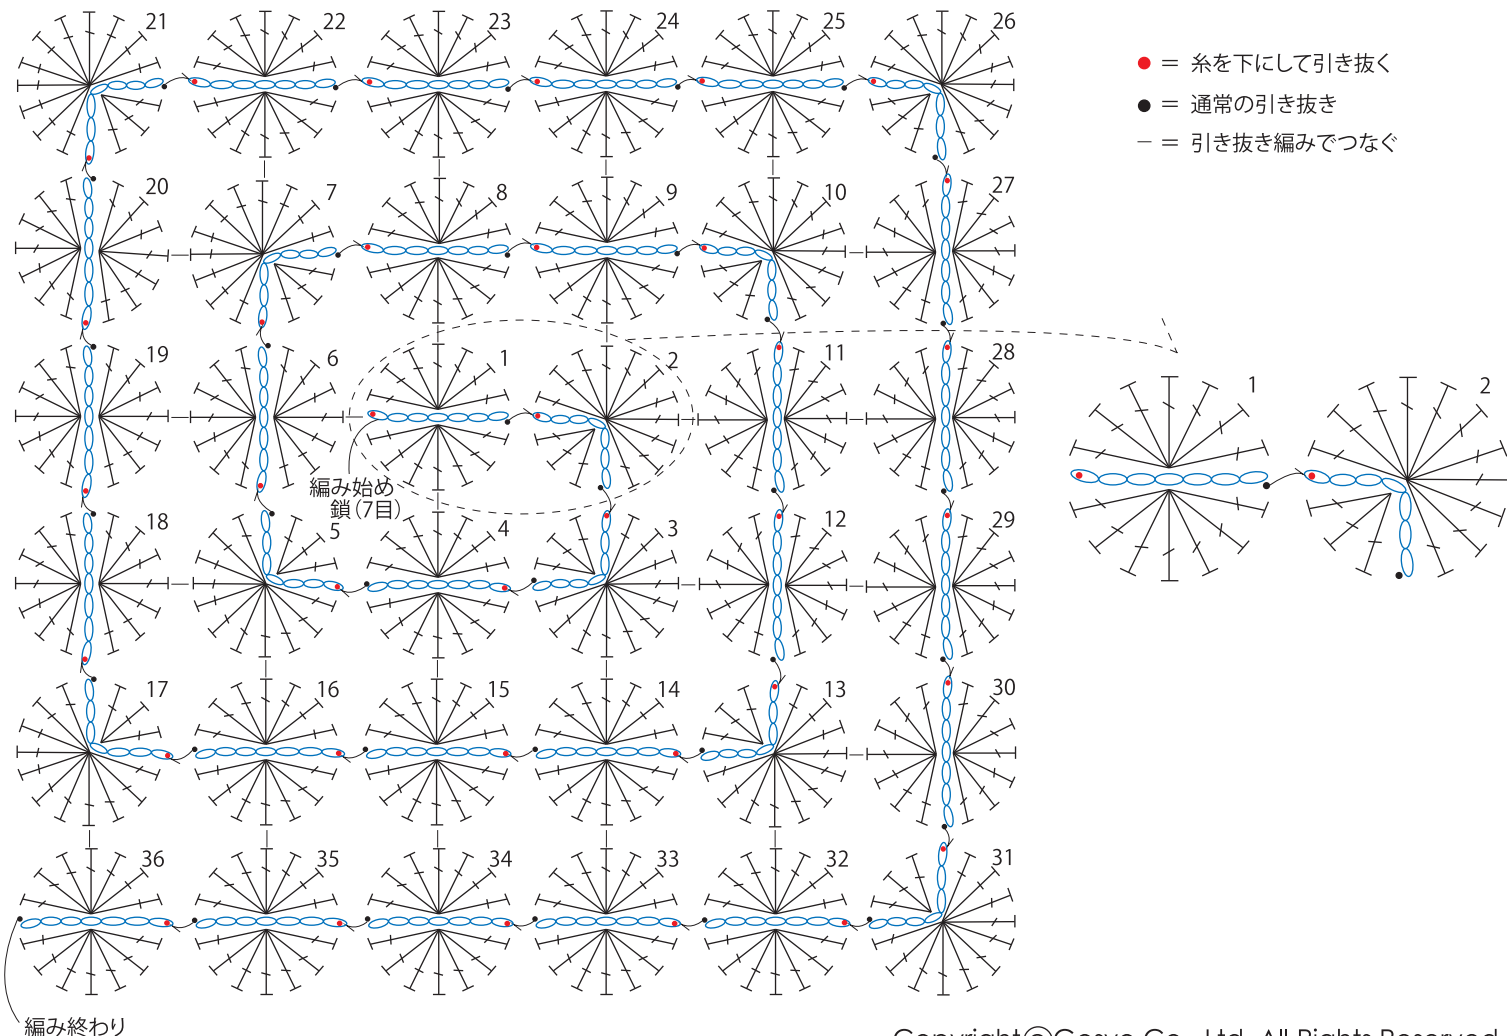 21 22 23 24 25 26
● = 糸を下にして引き抜く
● = 通常の引き抜き
― = 引き抜き編みでつなぐ
20 7 8 9 10 27
19 6 1 2 11 28
1 2
編み始め
鎖(7目)
18 5 4 3 12 29
17 16 15 14 13 30
36 35 34 33 32 31
編み終わり